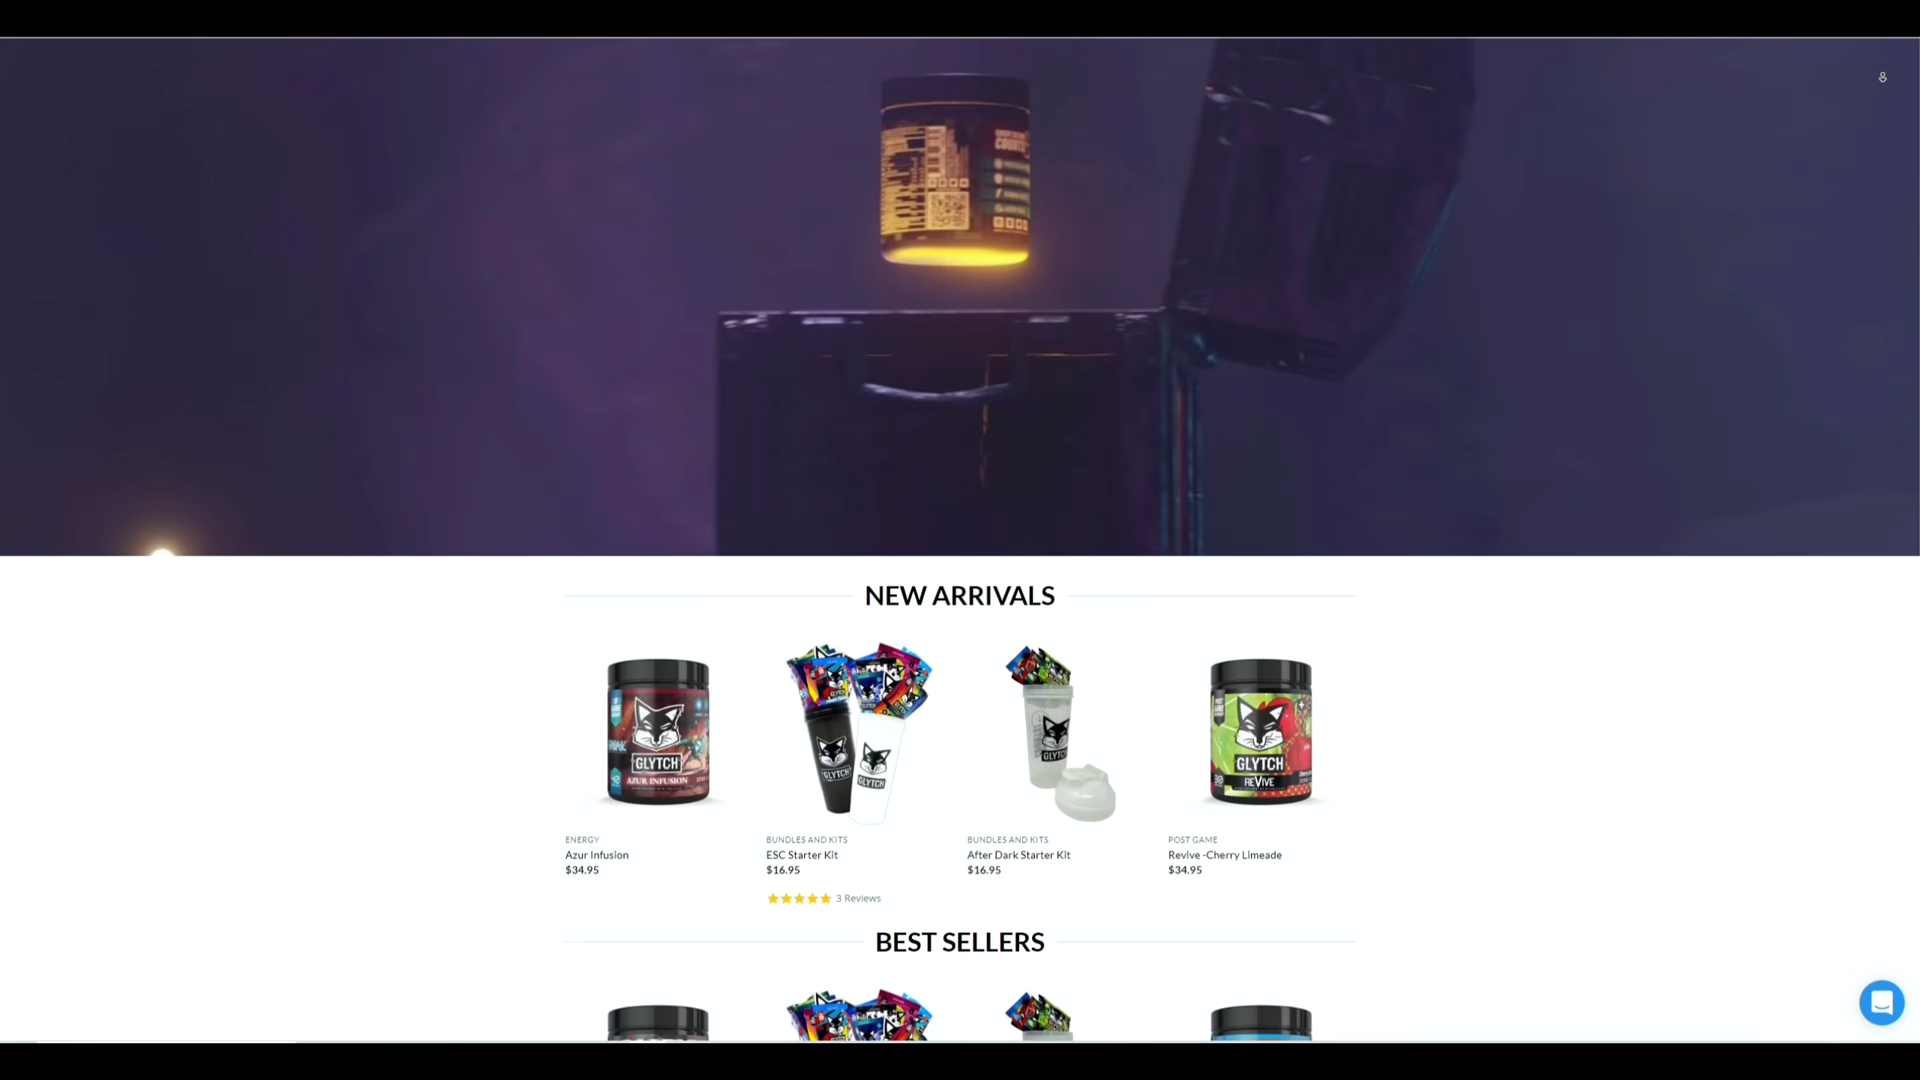 NEW ARRIVALS
GLYTCH
AZUR INFUSION
GLYTCH
GLYTCH
GLYTCH
GLYTCH
REVIVE
ENERGY
Azur Infusion
$34.95
BUNDLES AND KITS
ESC Starter Kit
$16.95
3 Reviews
BUNDLES AND KITS
After Dark Starter Kit
$16.95
POST GAME
Revive -Cherry Limeade
$34.95
BEST SELLERS